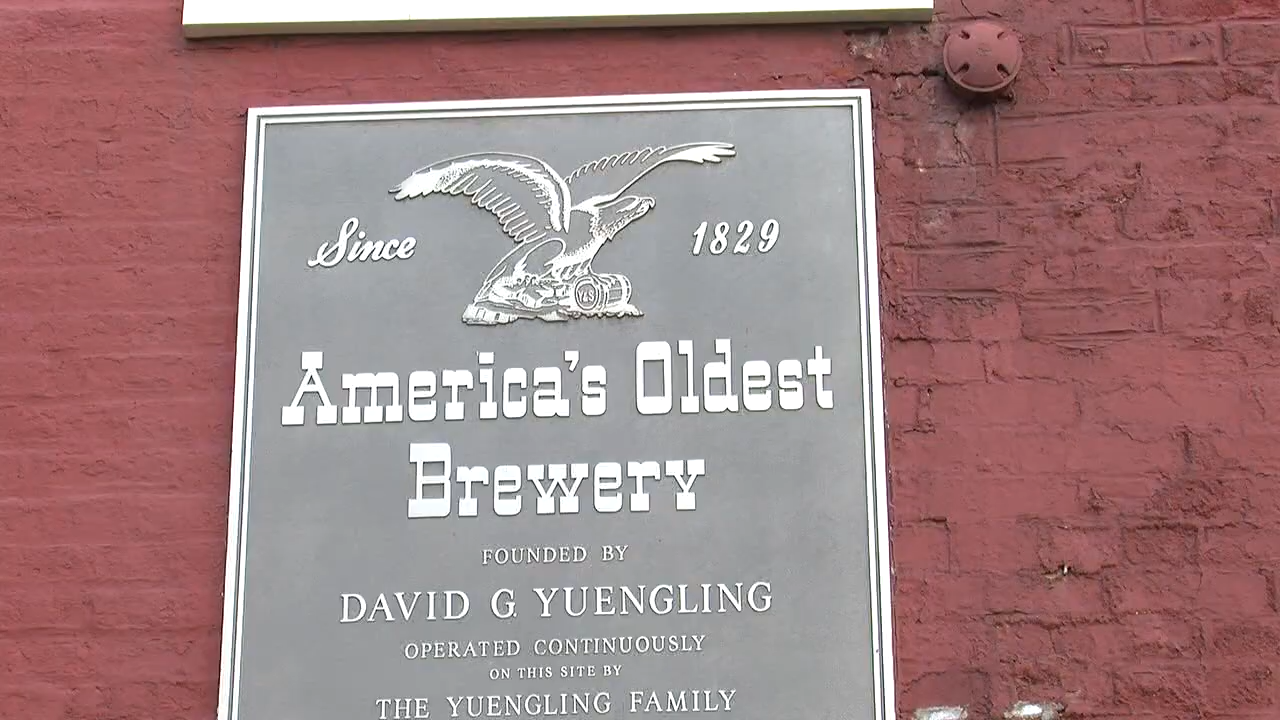 Since 1829
America's Oldest
Brewery
FOUNDED BY
DAVID G. YUENGLING
OPERATED CONTINUOUSLY
ON THIS SITE BY
THE YUENGLING FAMILY